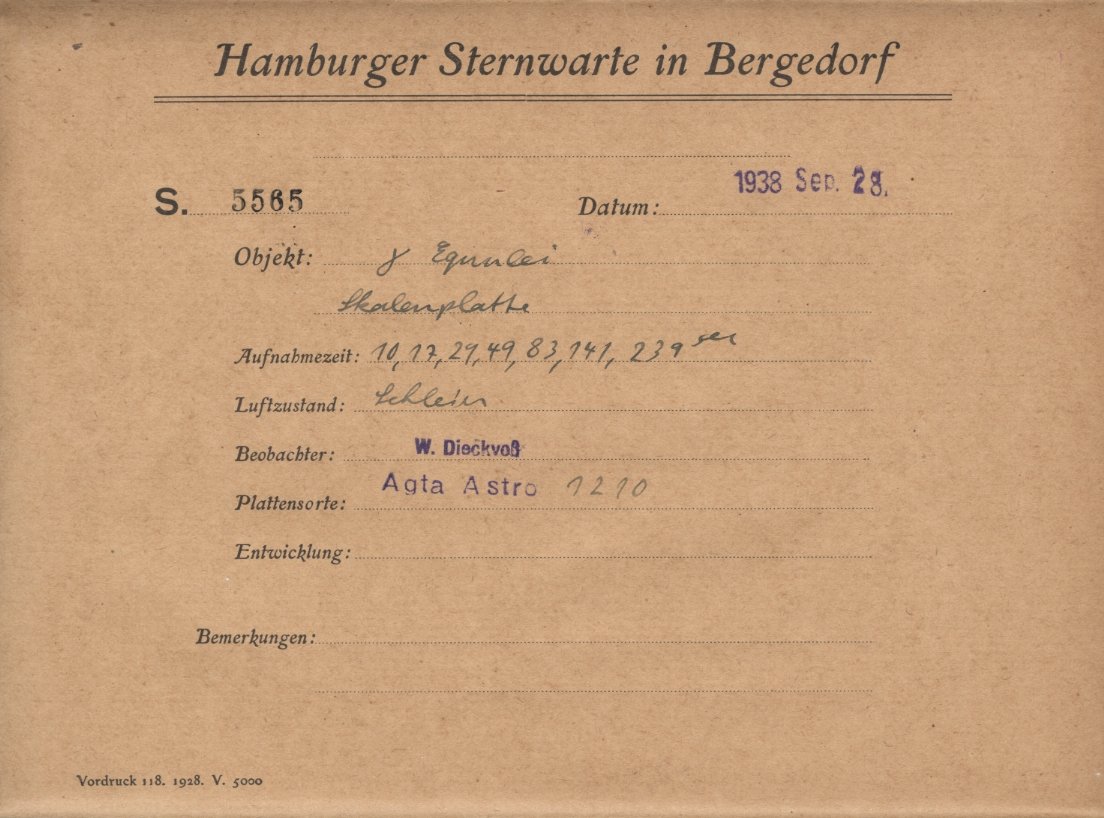 Hamburger Sternwarte in Bergedorf
S. 5565 Datum: 1938 Sep. 28.
Objekt: γ Equulei
Skalenplatte
Aufnahmezeit: 10, 17, 29, 49, 83, 141, 239 sec
Luftzustand: Schleier
Beobachter: W. Dieckvoß
Plattensorte: Agfa Astro 1210
Entwicklung:
Bemerkungen:
Vordruck 118. 1928. V. 5000